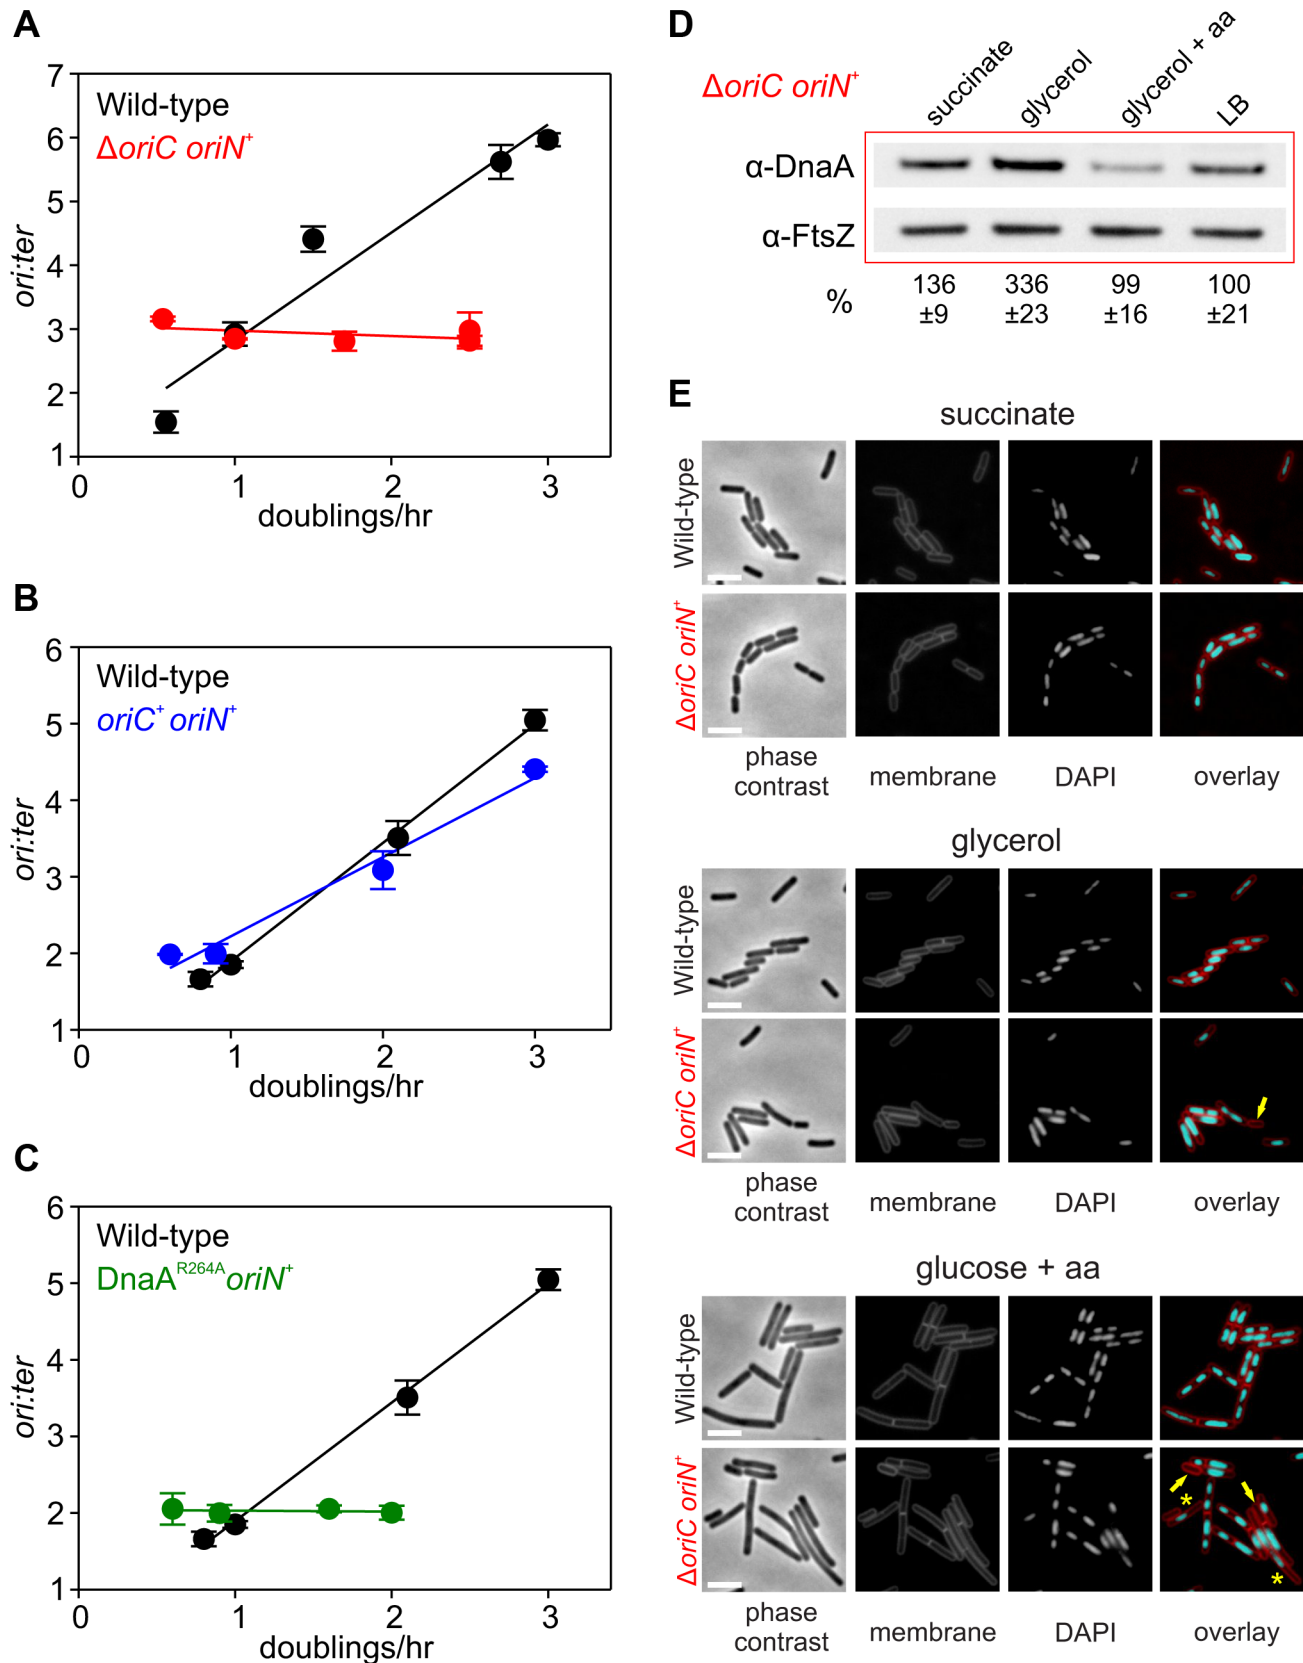 A
7
6
5
4
3
2
1
0
1
2
3
ori:ter
doublings/hr
Wild-type
ΔoriC oriN⁺
B
6
5
4
3
2
1
0
1
2
3
ori:ter
doublings/hr
Wild-type
oriC⁺ oriN⁺
C
6
5
4
3
2
1
0
1
2
3
ori:ter
doublings/hr
Wild-type
DnaAᴿ²⁶⁴ᴬ oriN⁺
D
ΔoriC oriN⁺
succinate
glycerol
glycerol + aa
LB
α-DnaA
α-FtsZ
%
136 336 99 100
±9 ±23 ±16 ±21
E
succinate
Wild-type
ΔoriC oriN⁺
phase
contrast
membrane
DAPI
overlay
glycerol
Wild-type
ΔoriC oriN⁺
phase
contrast
membrane
DAPI
overlay
glucose + aa
Wild-type
ΔoriC oriN⁺
*
*
phase
contrast
membrane
DAPI
overlay